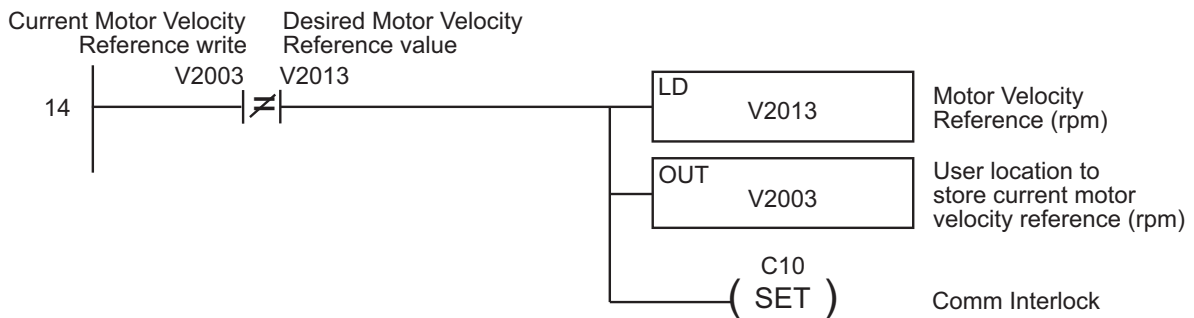 Current Motor Velocity
Reference write
Desired Motor Velocity
Reference value
V2003
V2013
14
≠
LD
V2013
Motor Velocity
Reference (rpm)
OUT
V2003
User location to
store current motor
velocity reference (rpm)
C10
( SET )
Comm Interlock